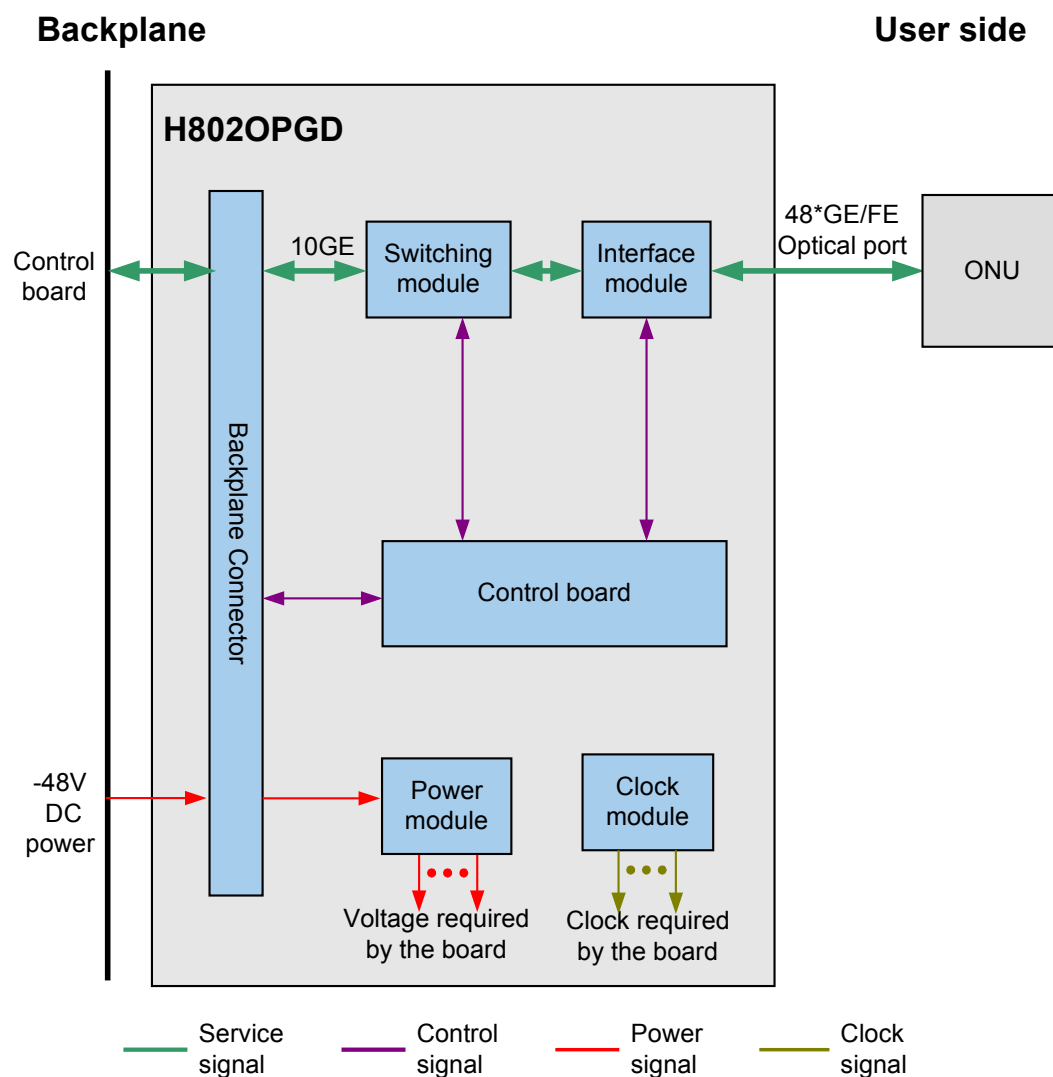 Backplane
User side
H802OPGD
Control
board
10GE
Switching
module
Interface
module
48*GE/FE
Optical port
ONU
Backplane Connector
Control board
-48V
DC
power
Power
module
Clock
module
Voltage required
by the board
Clock required
by the board
Service
signal
Control
signal
Power
signal
Clock
signal